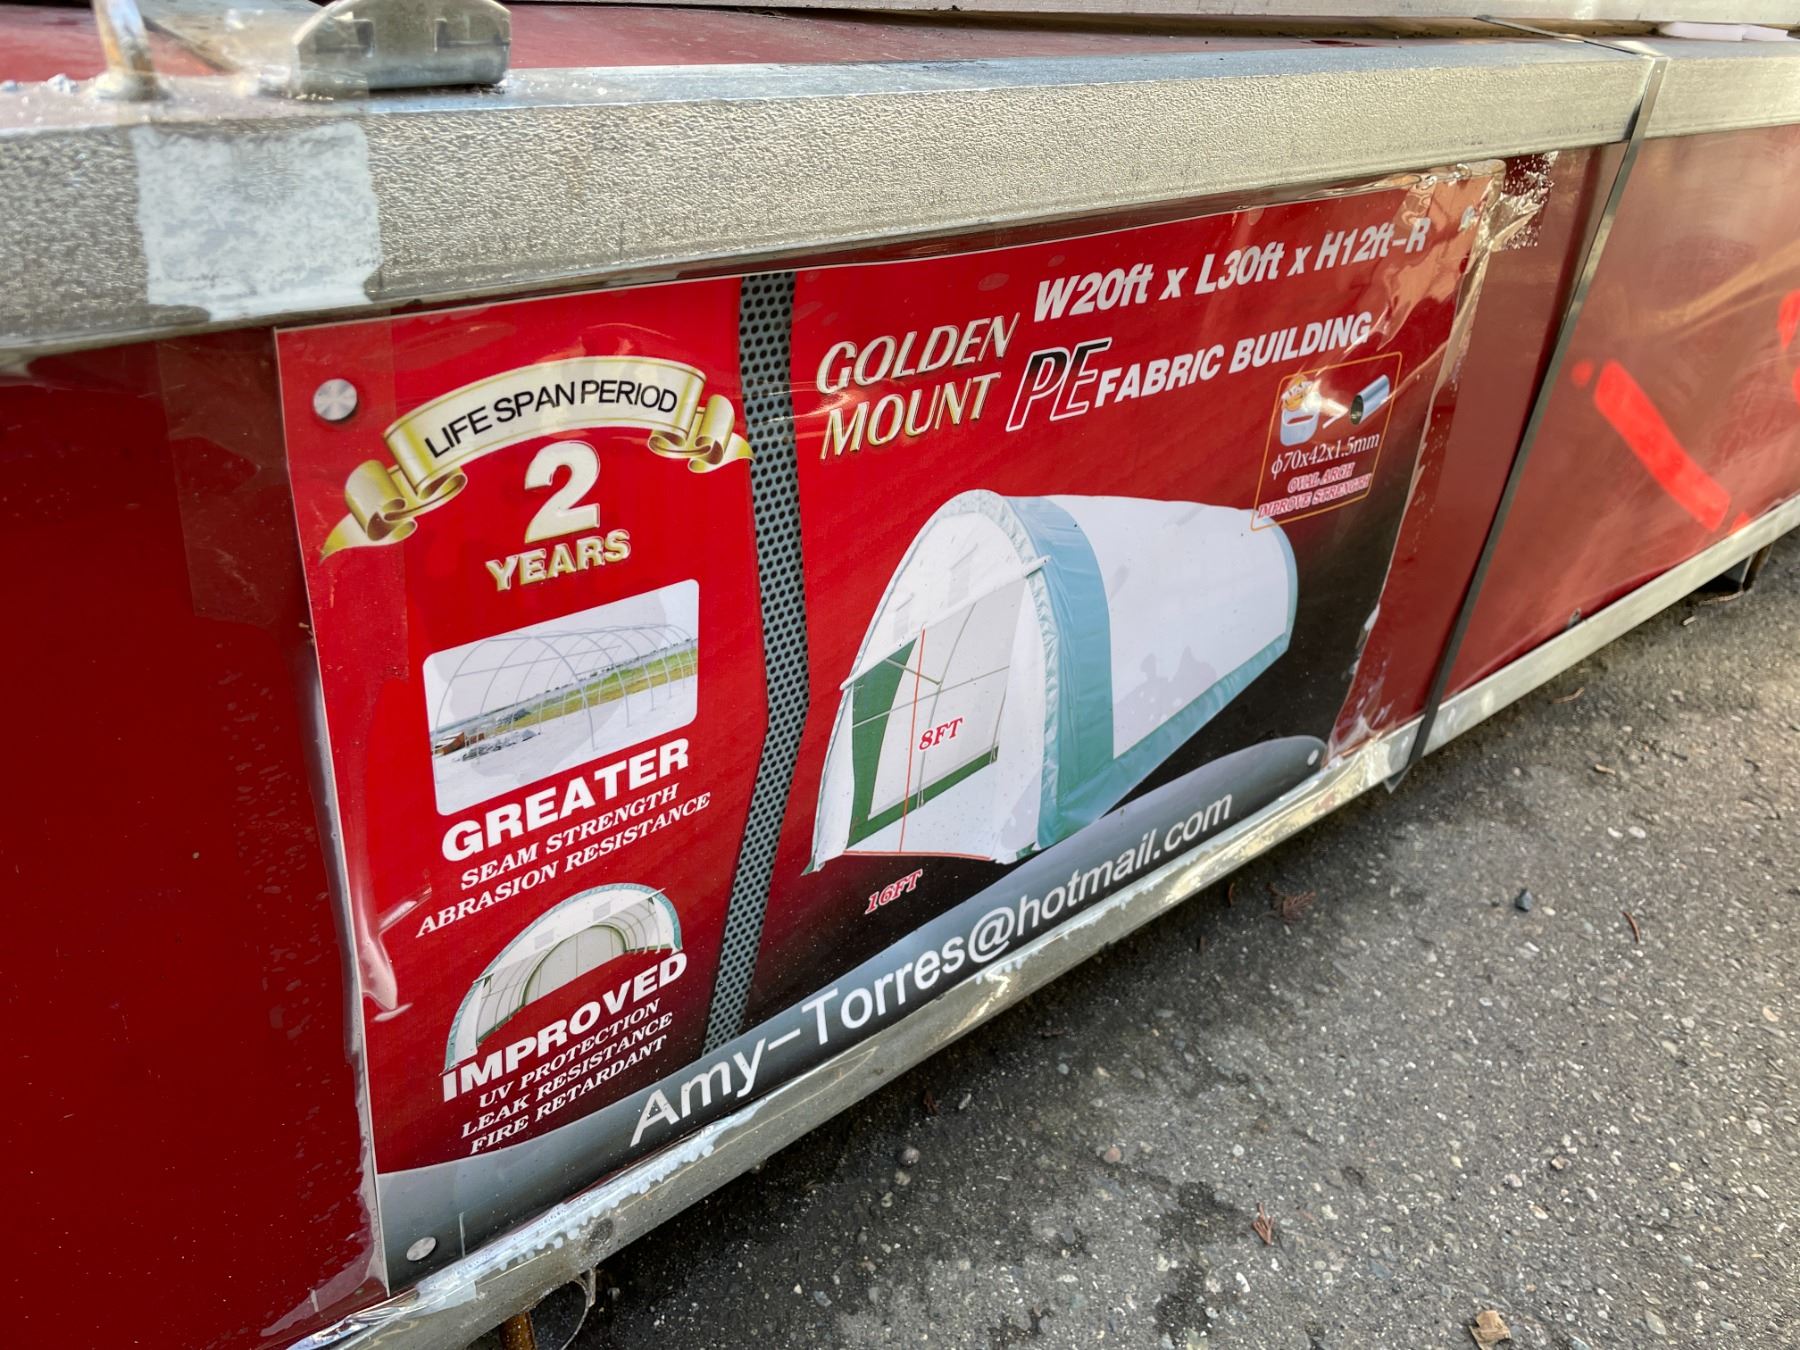 W20ft x L30ft x H12ft-R
GOLDEN
MOUNT
PE FABRIC BUILDING
LIFE SPAN PERIOD
2
YEARS
ϕ70x42x1.5mm
OVAL ARCH
IMPROVE STRENGTH
8FT
16FT
GREATER
SEAM STRENGTH
ABRASION RESISTANCE
IMPROVED
UV PROTECTION
LEAK RESISTANCE
FIRE RETARDANT
Amy-Torres@hotmail.com